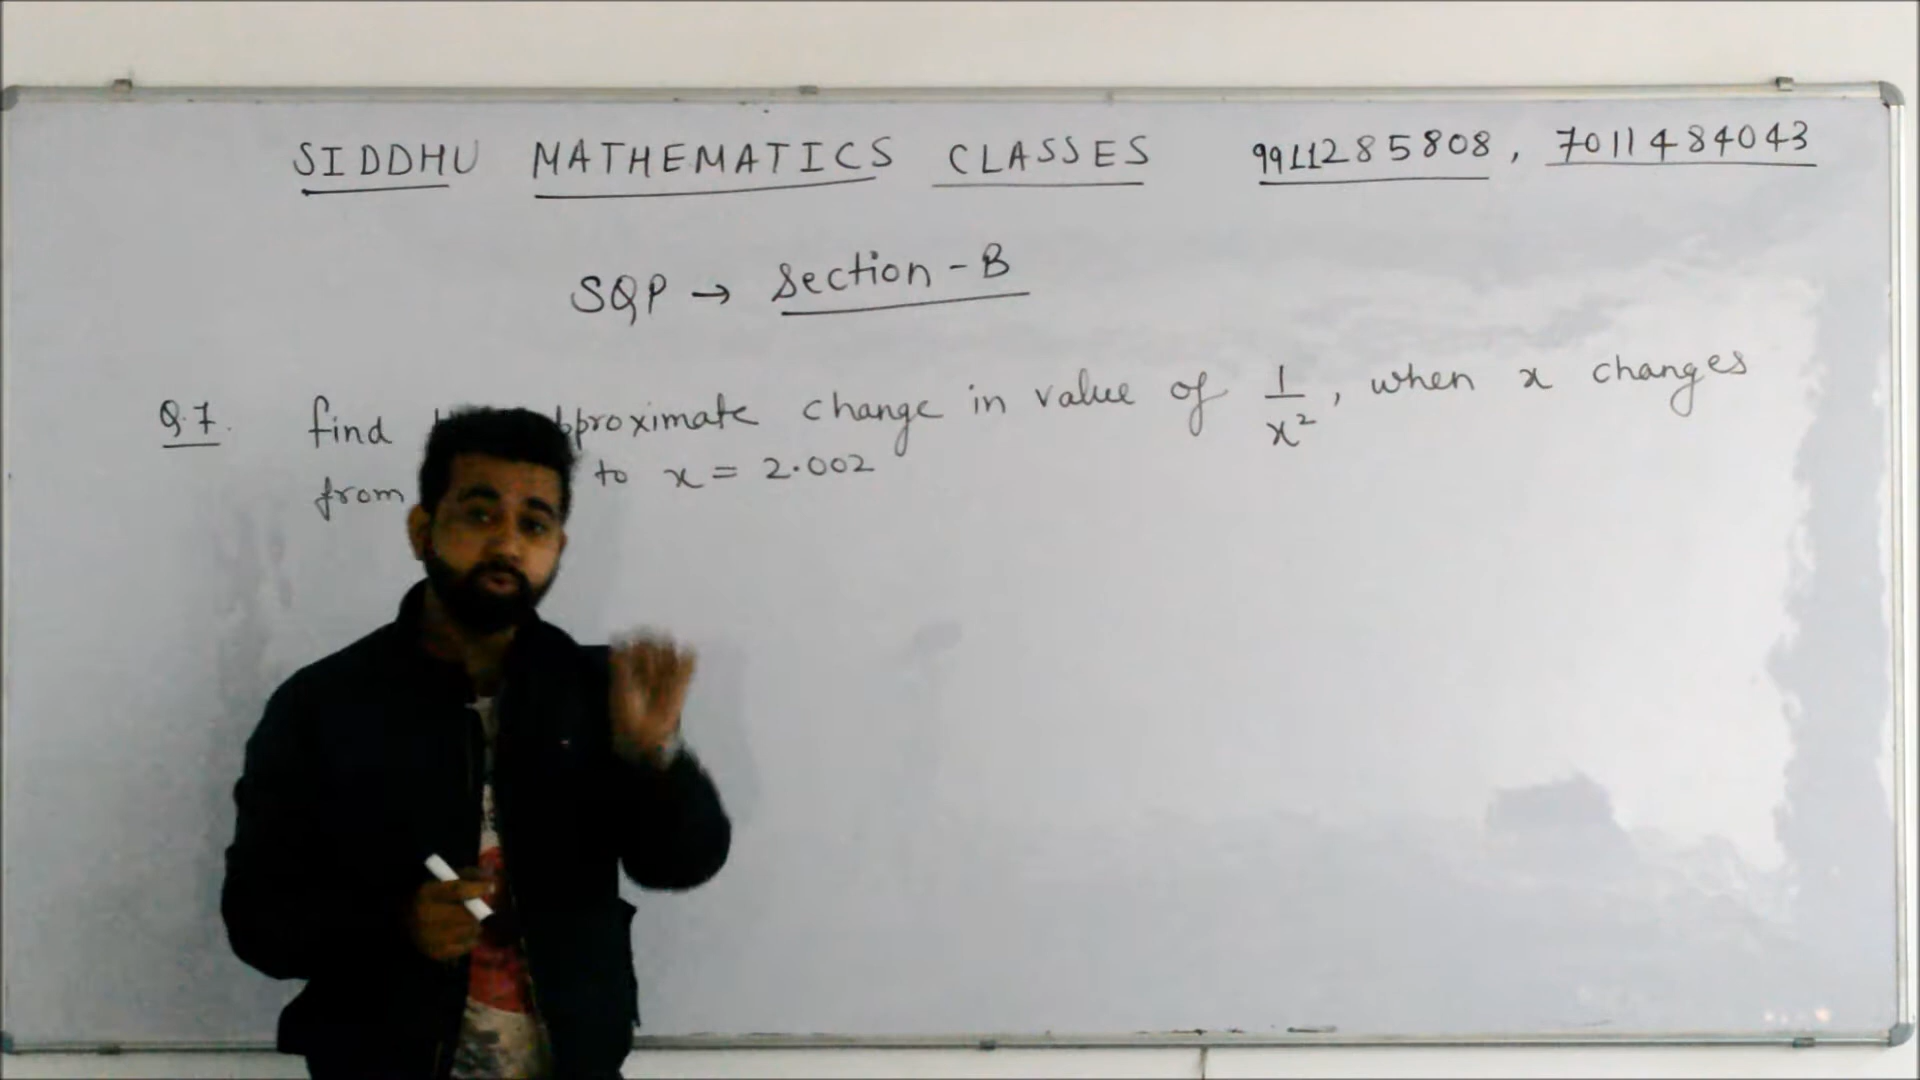 SIDDHU MATHEMATICS CLASSES 9911285808, 7011484043
SQP → Section - B
Q.7. find approximate change in value of 1/x², when x changes
from to x = 2.002